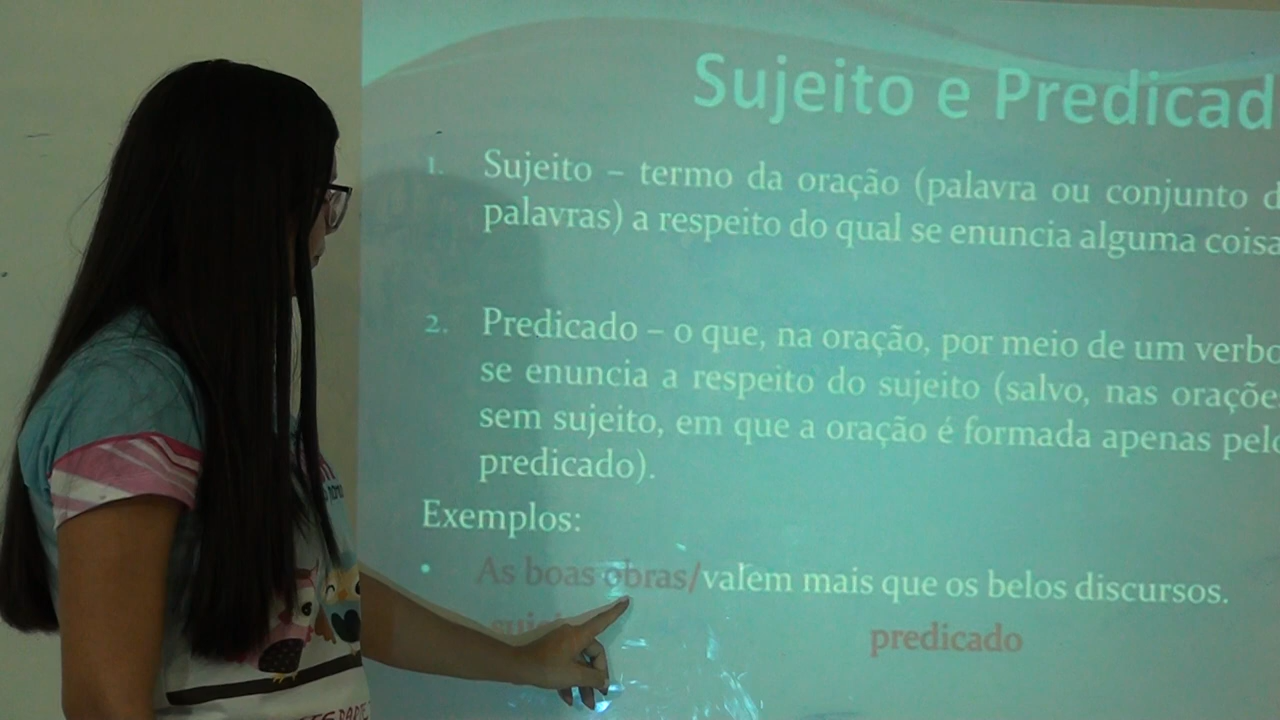 Sujeito e Predicad
1. Sujeito – termo da oração (palavra ou conjunto d
palavras) a respeito do qual se enuncia alguma coisa
2. Predicado – o que, na oração, por meio de um verbo
se enuncia a respeito do sujeito (salvo, nas oraçõe
sem sujeito, em que a oração é formada apenas pelo
predicado).
Exemplos:
• As boas obras/valem mais que os belos discursos.
predicado